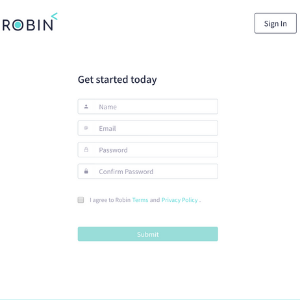 ROBIN
Sign In
Get started today
Name
Email
Password
Confirm Password
I agree to Robin Terms and Privacy Policy..
Submit